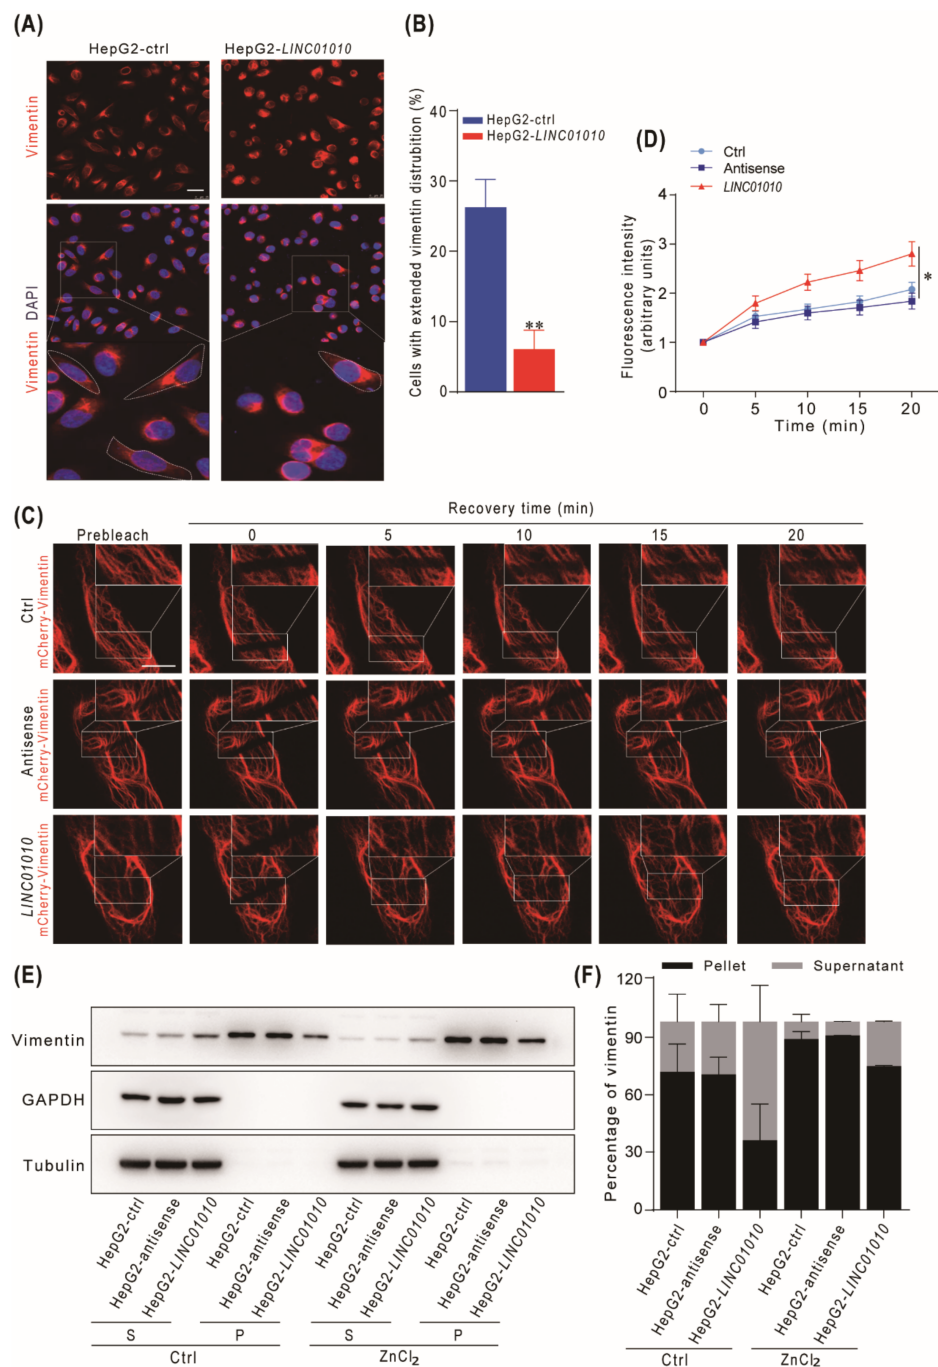 (A)
HepG2-ctrl
HepG2-LINC01010
Vimentin
Vimentin DAPI
(B)
Cells with extended vimentin distrubition (%)
40
30
20
10
0
HepG2-ctrl
HepG2-LINC01010
**
(D)
Ctrl
Antisense
LINC01010
Fluorescence intensity
(arbitrary units)
4
3
2
1
0
*
0 5 10 15 20
Time (min)
(C)
Recovery time (min)
Prebleach 0 5 10 15 20
Ctrl
mCherry-Vimentin
Antisense
mCherry-Vimentin
LINC01010
mCherry-Vimentin
(E)
Vimentin
GAPDH
Tubulin
HepG2-ctrl
HepG2-antisense
HepG2-LINC01010
HepG2-ctrl
HepG2-antisense
HepG2-LINC01010
HepG2-ctrl
HepG2-antisense
HepG2-LINC01010
HepG2-ctrl
HepG2-antisense
HepG2-LINC01010
S P S P
Ctrl ZnCl₂
(F)
Pellet Supernatant
Percentage of vimentin
120
90
60
30
0
HepG2-ctrl
HepG2-antisense
HepG2-LINC01010
HepG2-ctrl
HepG2-antisense
HepG2-LINC01010
Ctrl ZnCl₂